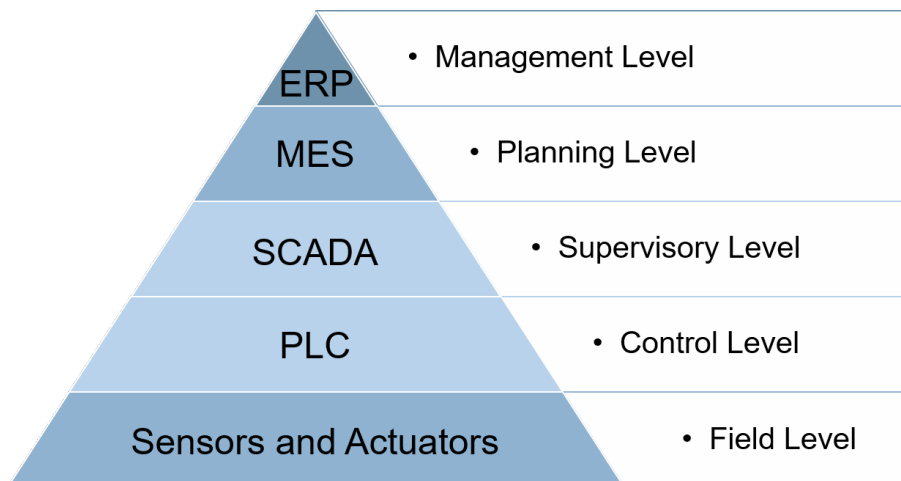 ERP
• Management Level
MES
• Planning Level
SCADA
• Supervisory Level
PLC
• Control Level
Sensors and Actuators
• Field Level